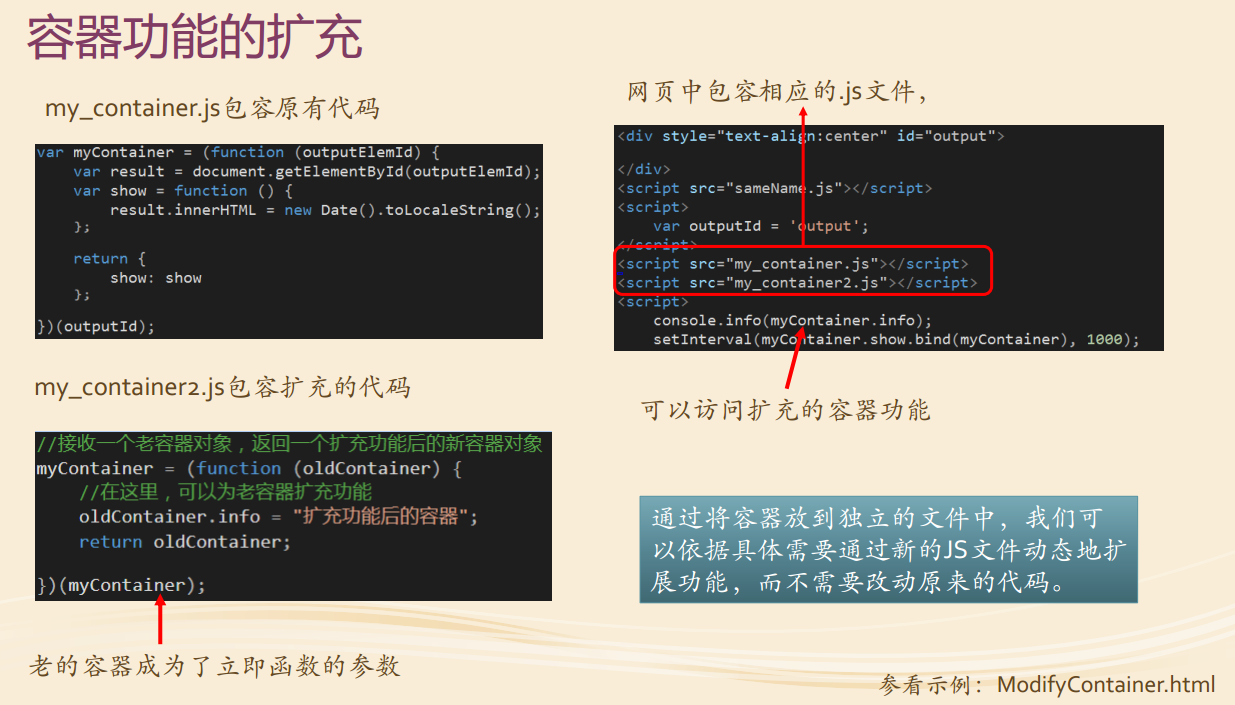 容器功能的扩充
my_container.js包容原有代码
var myContainer = (function (outputElemId) {
var result = document.getElementById(outputElemId);
var show = function () {
result.innerHTML = new Date().toLocaleString();
};
return {
show: show
};
})(outputId);
my_container2.js包容扩充的代码
//接收一个老容器对象，返回一个扩充功能后的新容器对象
myContainer = (function (oldContainer) {
//在这里，可以为老容器扩充功能
oldContainer.info = "扩充功能后的容器";
return oldContainer;
})(myContainer);
老的容器成为了立即函数的参数
网页中包容相应的.js文件，
<div style="text-align:center" id="output">
</div>
<script src="sameName.js"></script>
<script>
var outputId = 'output';
</script>
<script src="my_container.js"></script>
<script src="my_container2.js"></script>
<script>
console.info(myContainer.info);
setInterval(myContainer.show.bind(myContainer), 1000);
可以访问扩充的容器功能
通过将容器放到独立的文件中，我们可
以依据具体需要通过新的JS文件动态地扩
展功能，而不需要改动原来的代码。
参看示例：ModifyContainer.html